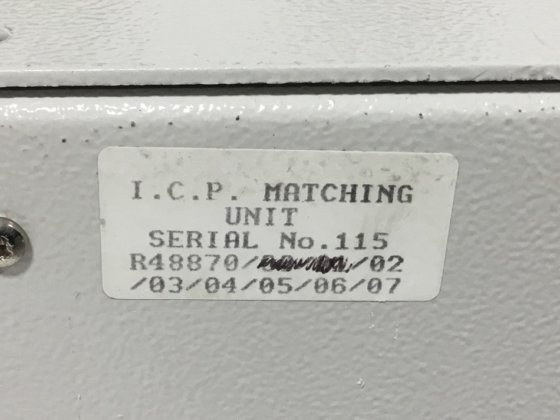 I.C.P. MATCHING
UNIT
SERIAL No.115
R48870/ /02
/03/04/05/06/07